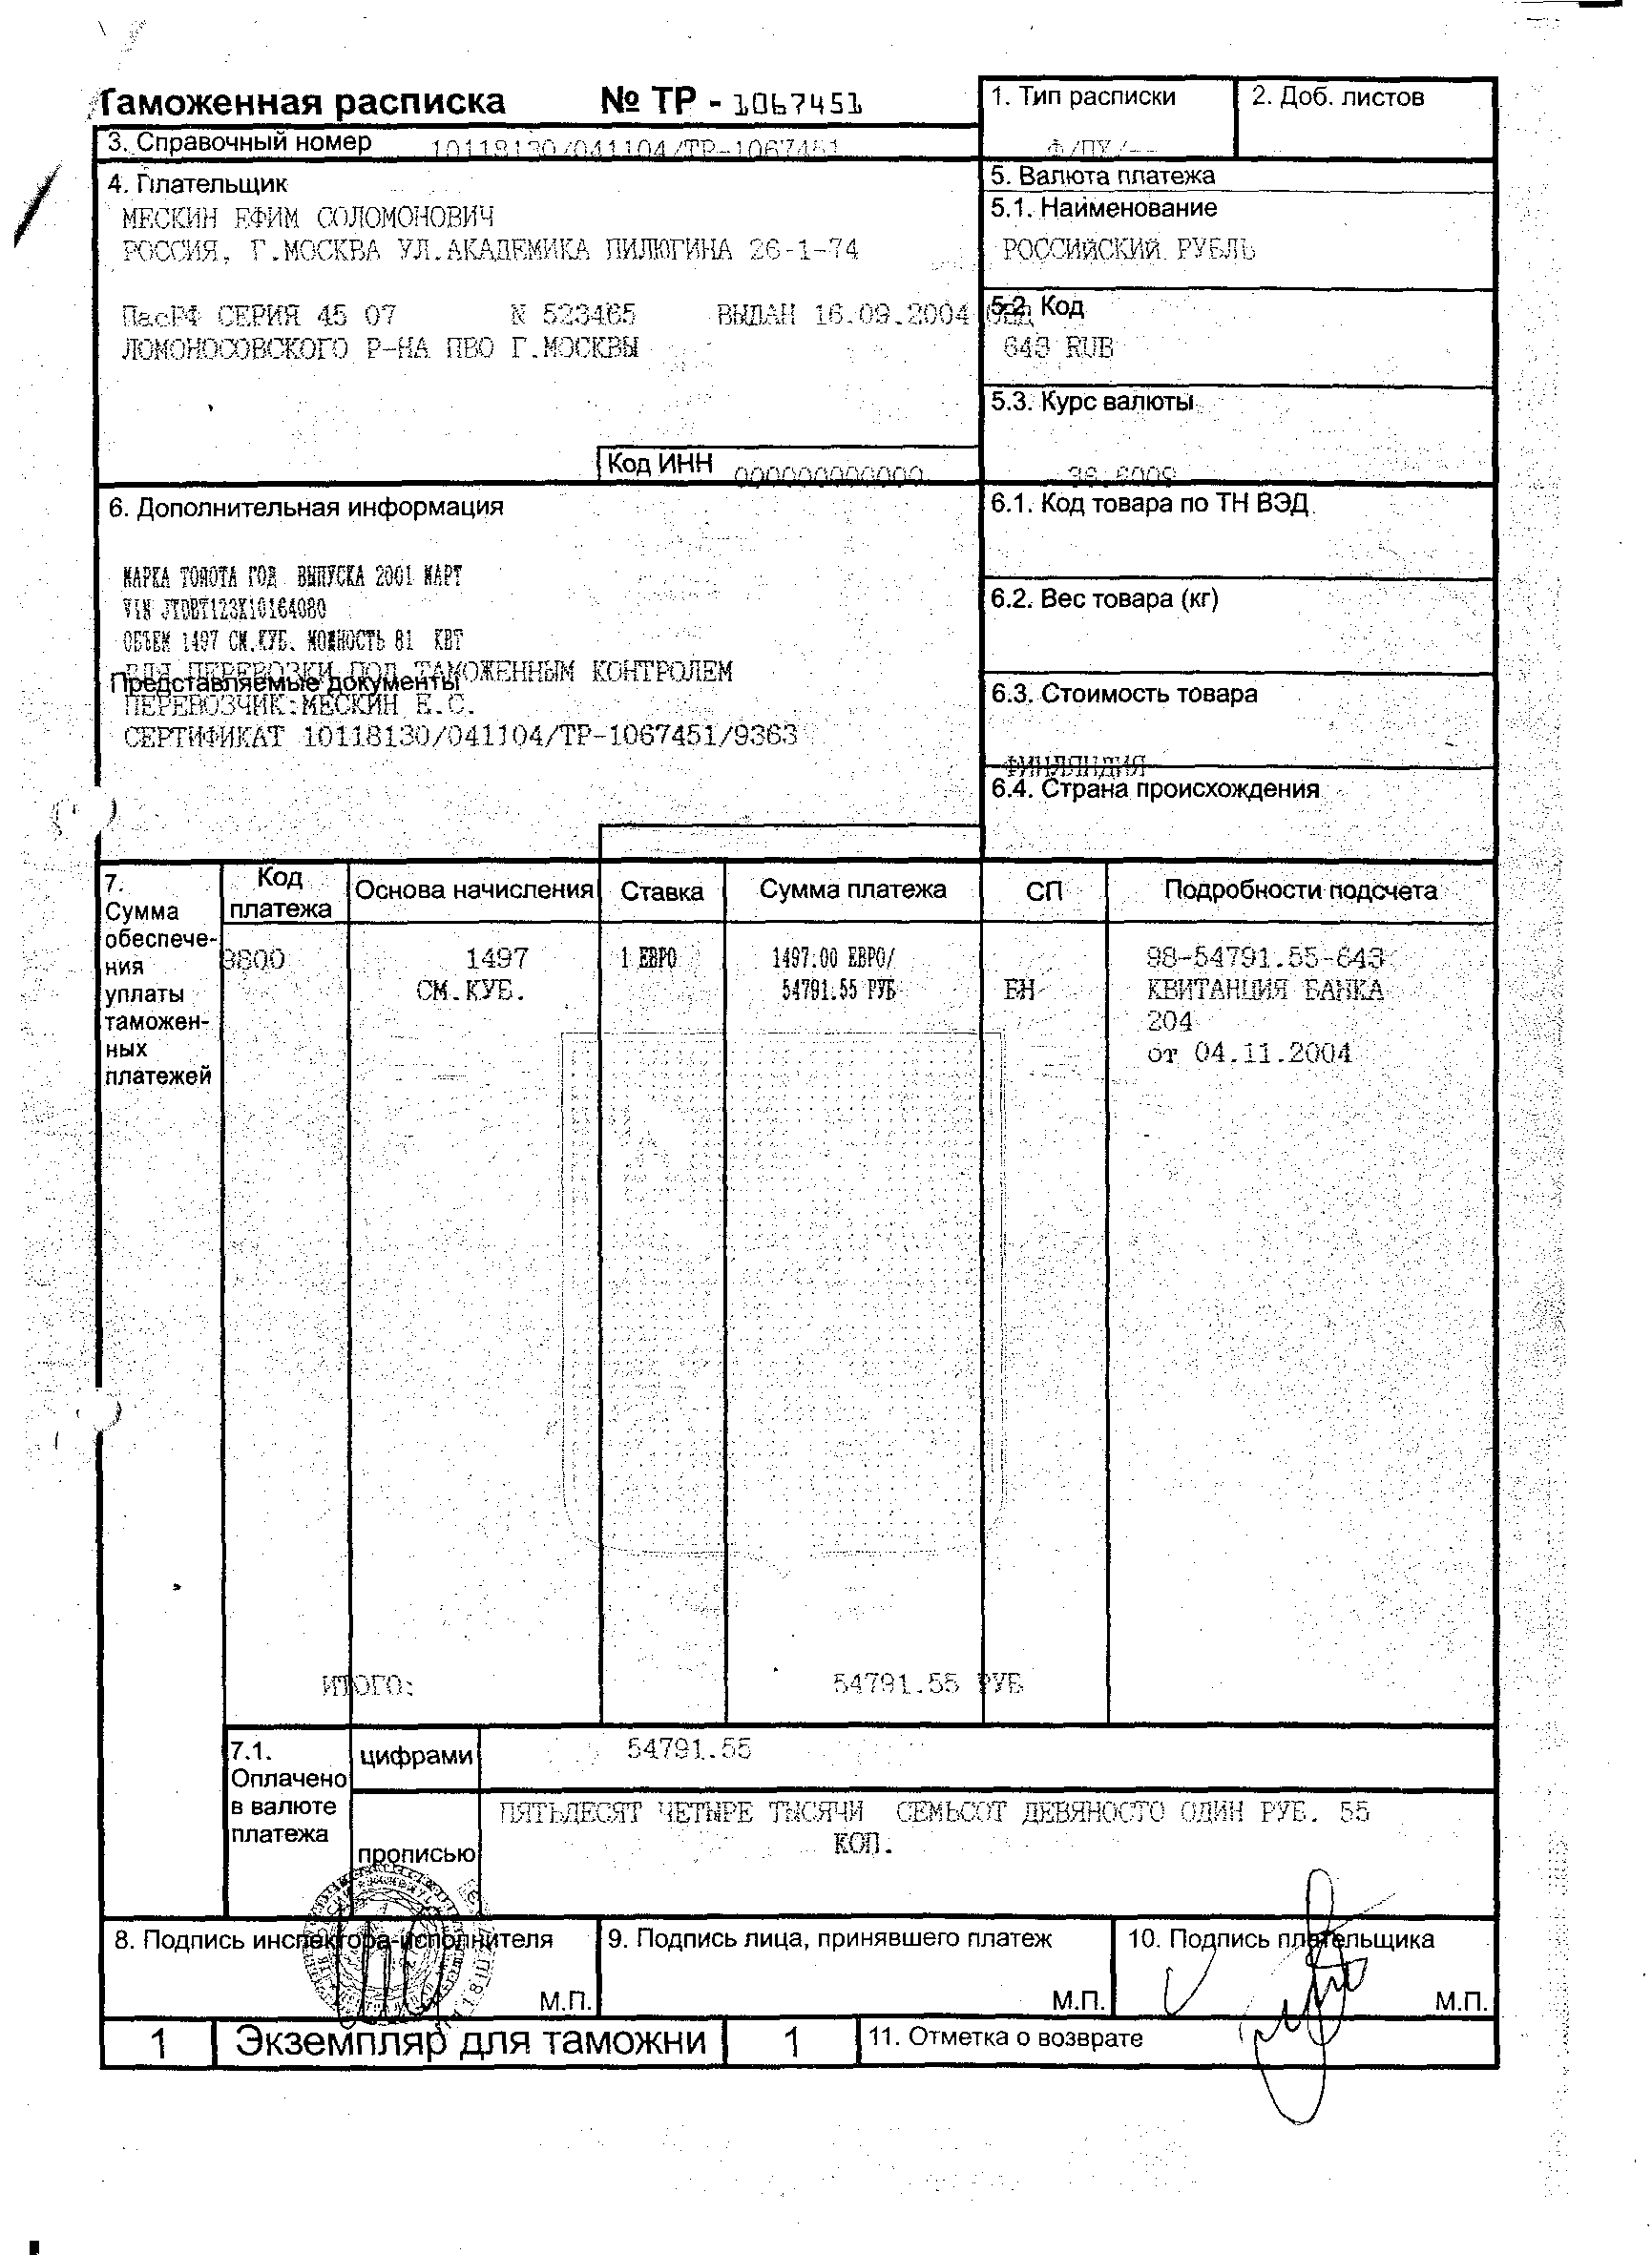 Таможенная расписка № ТР - 1067451
1. Тип расписки
2. Доб. листов
3. Справочный номер 10118130/041104/ТР-1067451
Ф/ПУ/--
4. Плательщик
МЕСКИН ЕФИМ СОЛОМОНОВИЧ
РОССИЯ, Г.МОСКВА УЛ.АКАДЕМИКА ПИЛЮГИНА 26-1-74
ПасРФ СЕРИЯ 45 07 N 523465 ВЫДАН 16.09.2004 ОВД
ЛОМОНОСОВСКОГО Р-НА ПВО Г.МОСКВЫ
Код ИНН 000000000000
5. Валюта платежа
5.1. Наименование
РОССИЙСКИЙ РУБЛЬ
5.2. Код
643 RUB
5.3. Курс валюты
36.6009
6. Дополнительная информация
МАРКА ТОЙОТА ГОД ВЫПУСКА 2001 МАРТ
VIN JTDBT123X10164080
ОБЪЕМ 1497 СМ.КУБ. МОЩНОСТЬ 81 КВТ
ДЛЯ ПЕРЕВОЗКИ ПОД ТАМОЖЕННЫМ КОНТРОЛЕМ
Представляемые документы
ПЕРЕВОЗЧИК:МЕСКИН Е.С.
СЕРТИФИКАТ 10118130/041104/ТР-1067451/9363
6.1. Код товара по ТН ВЭД
6.2. Вес товара (кг)
6.3. Стоимость товара
ФИНЛЯНДИЯ
6.4. Страна происхождения
7.
Сумма
обеспече-
ния
уплаты
таможен-
ных
платежей
Код
платежа
Основа начисления
Ставка
Сумма платежа
СП
Подробности подсчета
9800 1497 1 ЕВРО 1497.00 ЕВРО/ 98-54791.55-643
СМ.КУБ. 54791.55 РУБ БН КВИТАНЦИЯ БАНКА
204
от 04.11.2004
ИТОГО: 54791.55 РУБ
7.1.
Оплачено
в валюте
платежа
цифрами 54791.55
прописью
ПЯТЬДЕСЯТ ЧЕТЫРЕ ТЫСЯЧИ СЕМЬСОТ ДЕВЯНОСТО ОДИН РУБ. 55
КОП.
8. Подпись инспектора-исполнителя
М.П.
9. Подпись лица, принявшего платеж
М.П.
10. Подпись плательщика
М.П.
1 Экземпляр для таможни 1 11. Отметка о возврате